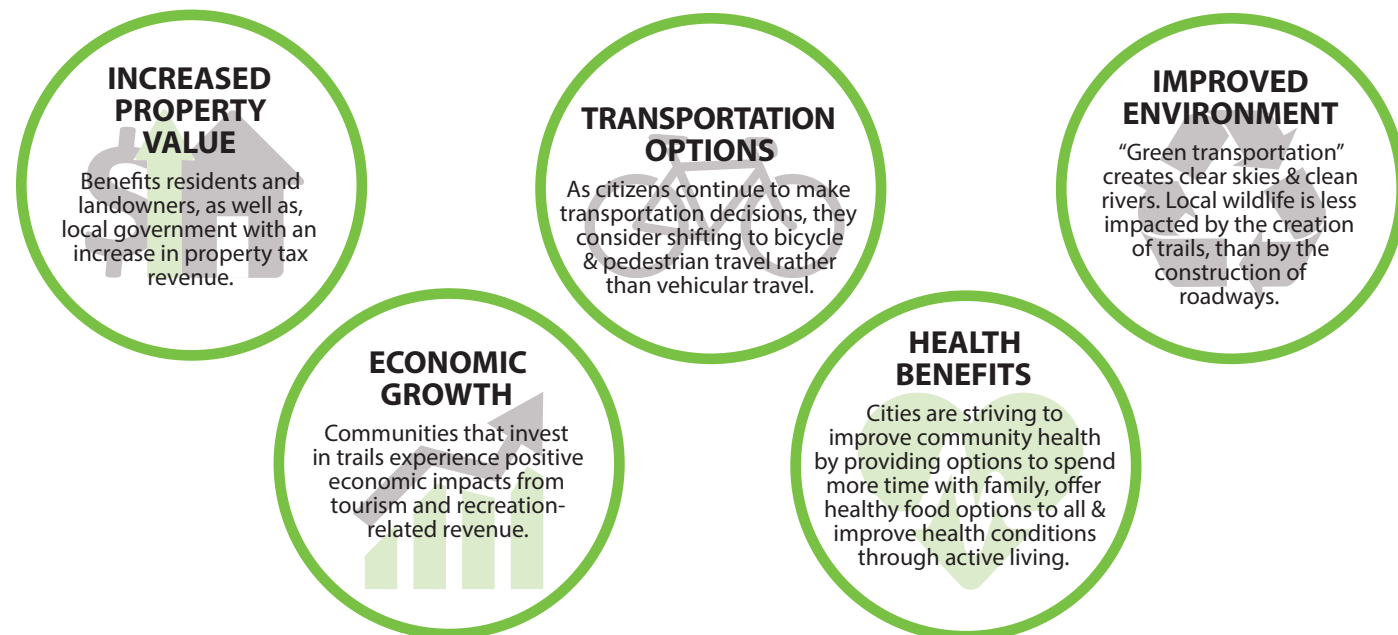 INCREASED
PROPERTY
VALUE
Benefits residents and
landowners, as well as,
local government with an
increase in property tax
revenue.
ECONOMIC
GROWTH
Communities that invest
in trails experience positive
economic impacts from
tourism and recreation-
related revenue.
TRANSPORTATION
OPTIONS
As citizens continue to make
transportation decisions, they
consider shifting to bicycle
& pedestrian travel rather
than vehicular travel.
HEALTH
BENEFITS
Cities are striving to
improve community health
by providing options to spend
more time with family, offer
healthy food options to all &
improve health conditions
through active living.
IMPROVED
ENVIRONMENT
“Green transportation”
creates clear skies & clean
rivers. Local wildlife is less
impacted by the creation
of trails, than by the
construction of
roadways.